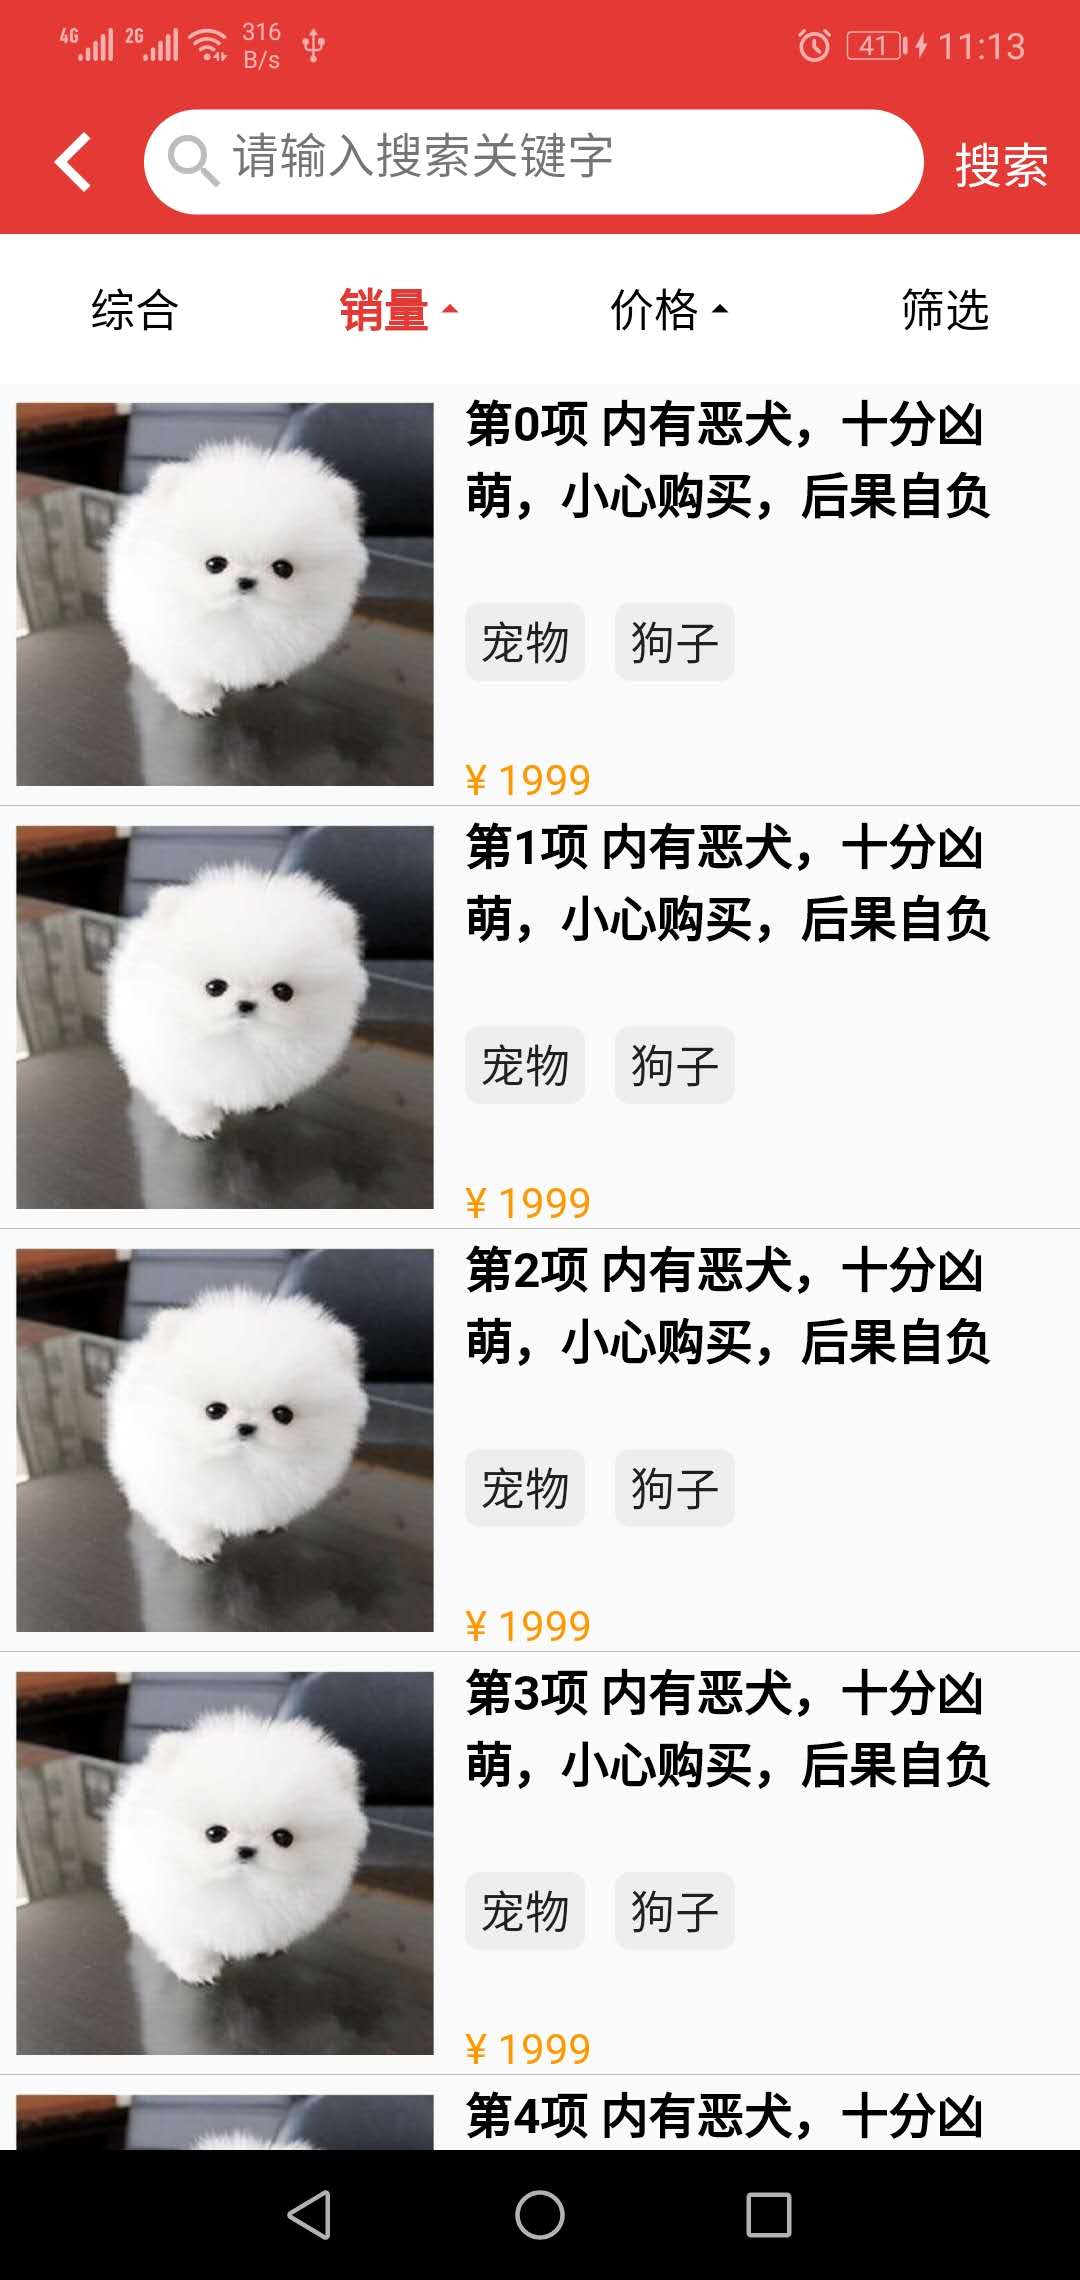 4G 2G 316 B/s 41 11:13
请输入搜索关键字 搜索
综合 销量 价格 筛选
第0项 内有恶犬，十分凶
萌，小心购买，后果自负
宠物 狗子
¥ 1999
第1项 内有恶犬，十分凶
萌，小心购买，后果自负
宠物 狗子
¥ 1999
第2项 内有恶犬，十分凶
萌，小心购买，后果自负
宠物 狗子
¥ 1999
第3项 内有恶犬，十分凶
萌，小心购买，后果自负
宠物 狗子
¥ 1999
第4项 内有恶犬，十分凶